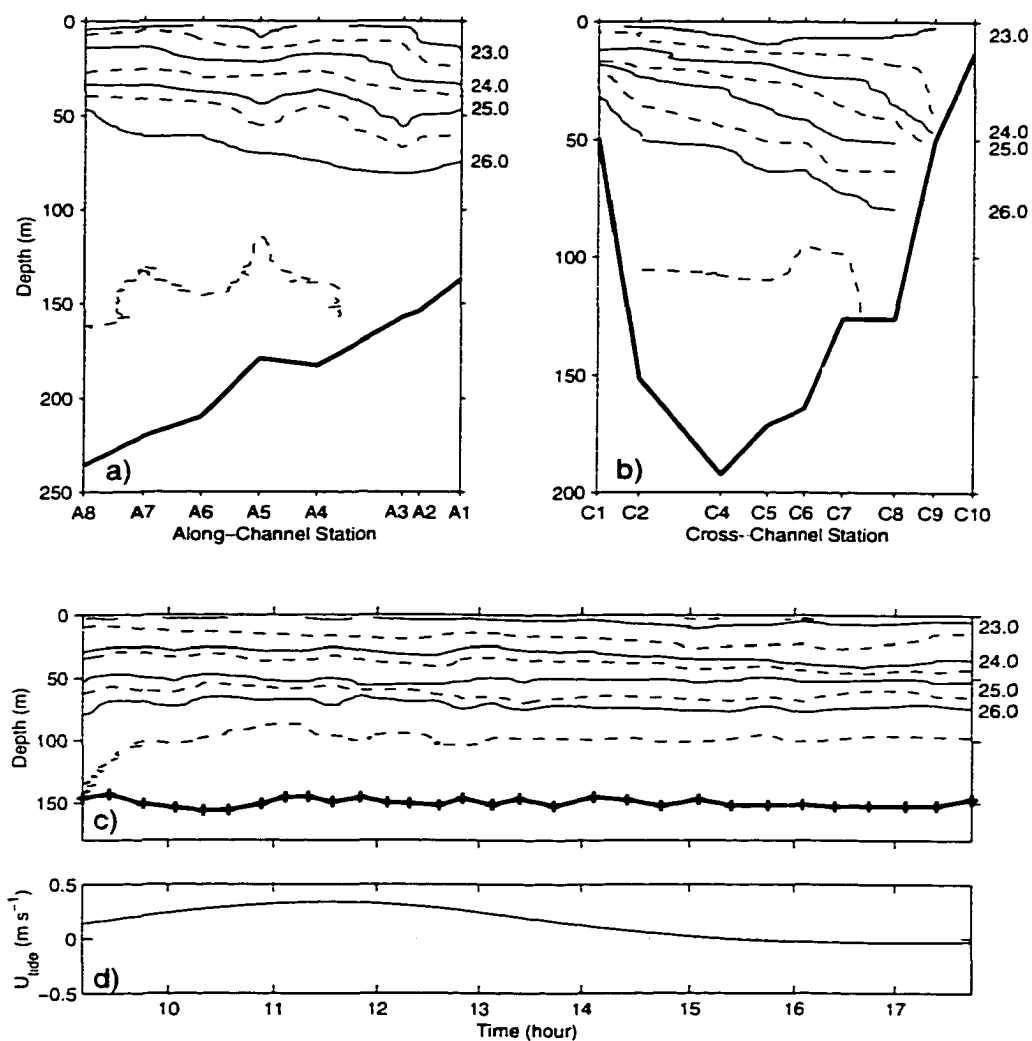 0
50
100
150
200
250
Depth (m)
23.0
24.0
25.0
26.0
a)
A8 A7 A6 A5 A4 A3 A2 A1
Along-Channel Station
0
50
100
150
200
23.0
24.0
25.0
26.0
b)
C1 C2 C4 C5 C6 C7 C8 C9 C10
Cross-Channel Station
0
50
100
150
Depth (m)
23.0
24.0
25.0
26.0
c)
0.5
0
-0.5
U_tide (m s⁻¹)
d)
10 11 12 13 14 15 16 17
Time (hour)